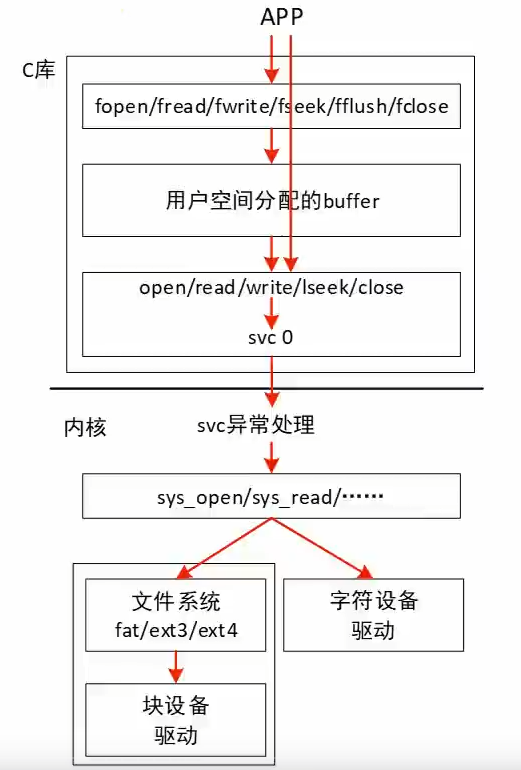 APP
C库
fopen/fread/fwrite/fseek/fflush/fclose
用户空间分配的buffer
open/read/write/lseek/close
svc 0
内核
svc异常处理
sys_open/sys_read/……
文件系统
fat/ext3/ext4
字符设备
驱动
块设备
驱动